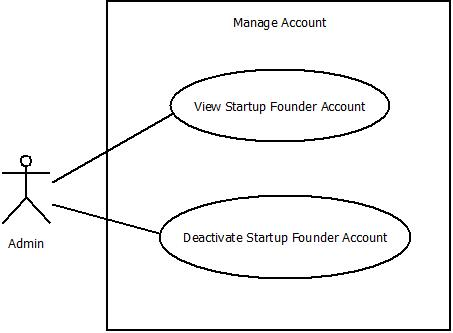 Manage Account
View Startup Founder Account
Admin
Deactivate Startup Founder Account